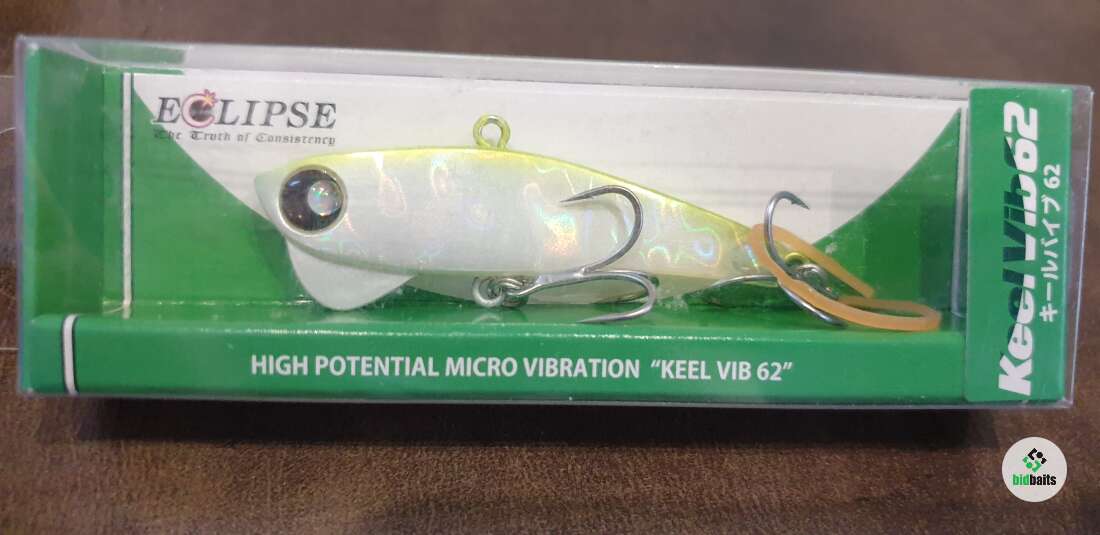 ECLIPSE
The Truth of Consistency
HIGH POTENTIAL MICRO VIBRATION “KEEL VIB 62”
Keel Vib 62
キールバイブ 62
bidbaits